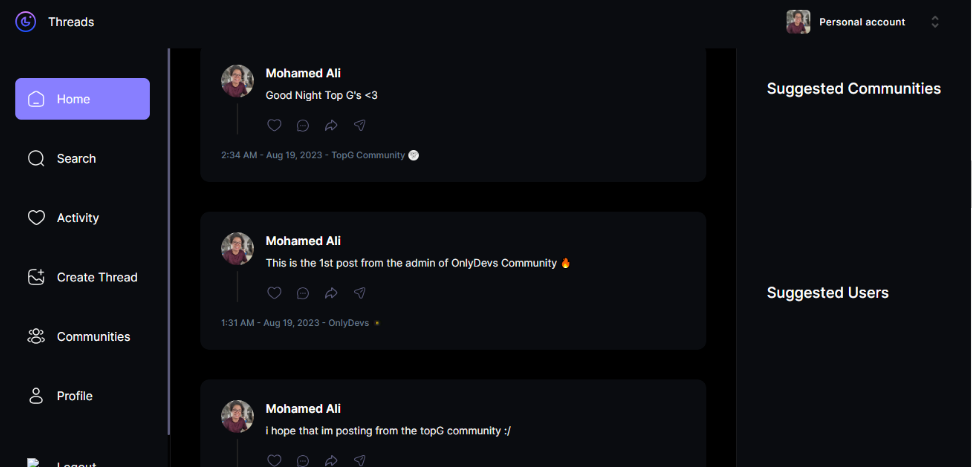 Threads
Personal account
Home
Search
Activity
Create Thread
Communities
Profile
Logout
Mohamed Ali
Good Night Top G's <3
2:34 AM - Aug 19, 2023 - TopG Community
Mohamed Ali
This is the 1st post from the admin of OnlyDevs Community 🔥
1:31 AM - Aug 19, 2023 - OnlyDevs
Mohamed Ali
i hope that im posting from the topG community :/
Suggested Communities
Suggested Users